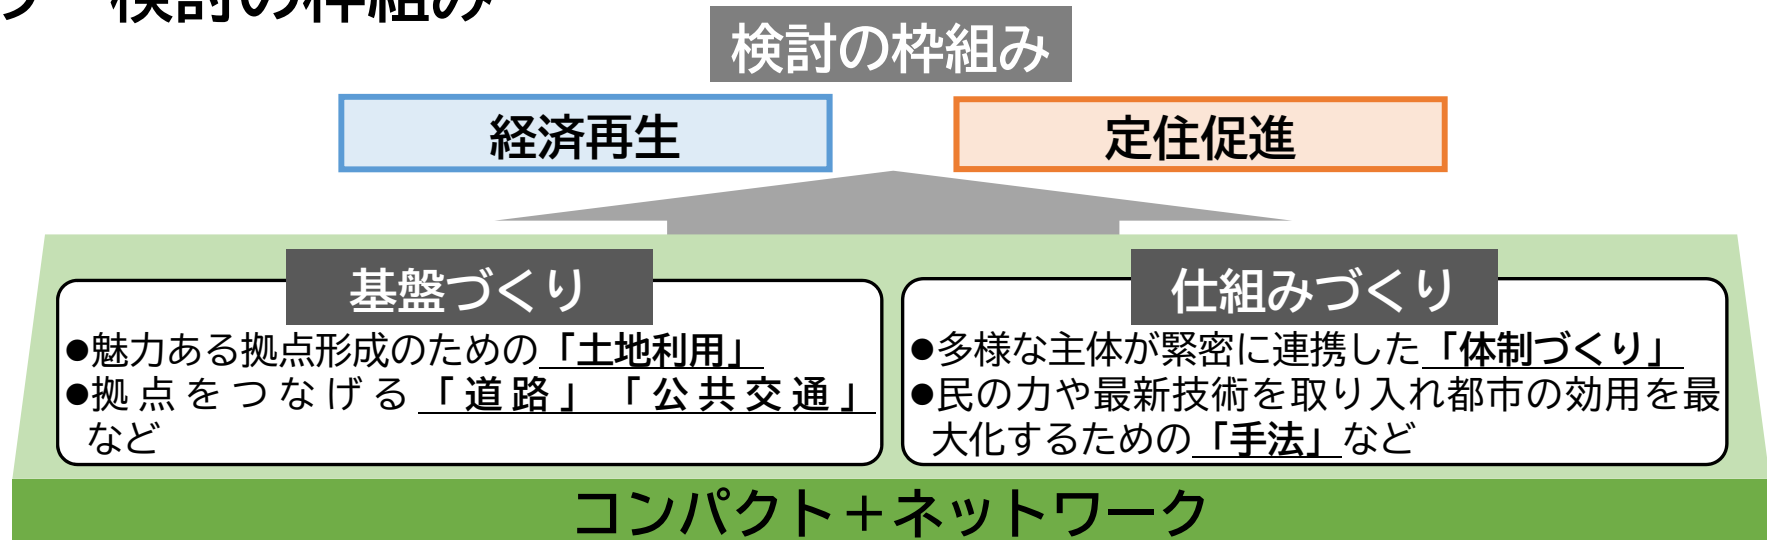 検討の枠組み
検討の枠組み
経済再生
定住促進
基盤づくり
●魅力ある拠点形成のための「土地利用」
●拠点をつなげる「道路」「公共交通」
など
仕組みづくり
●多様な主体が緊密に連携した「体制づくり」
●民の力や最新技術を取り入れ都市の効用を最
大化するための「手法」など
コンパクト＋ネットワーク